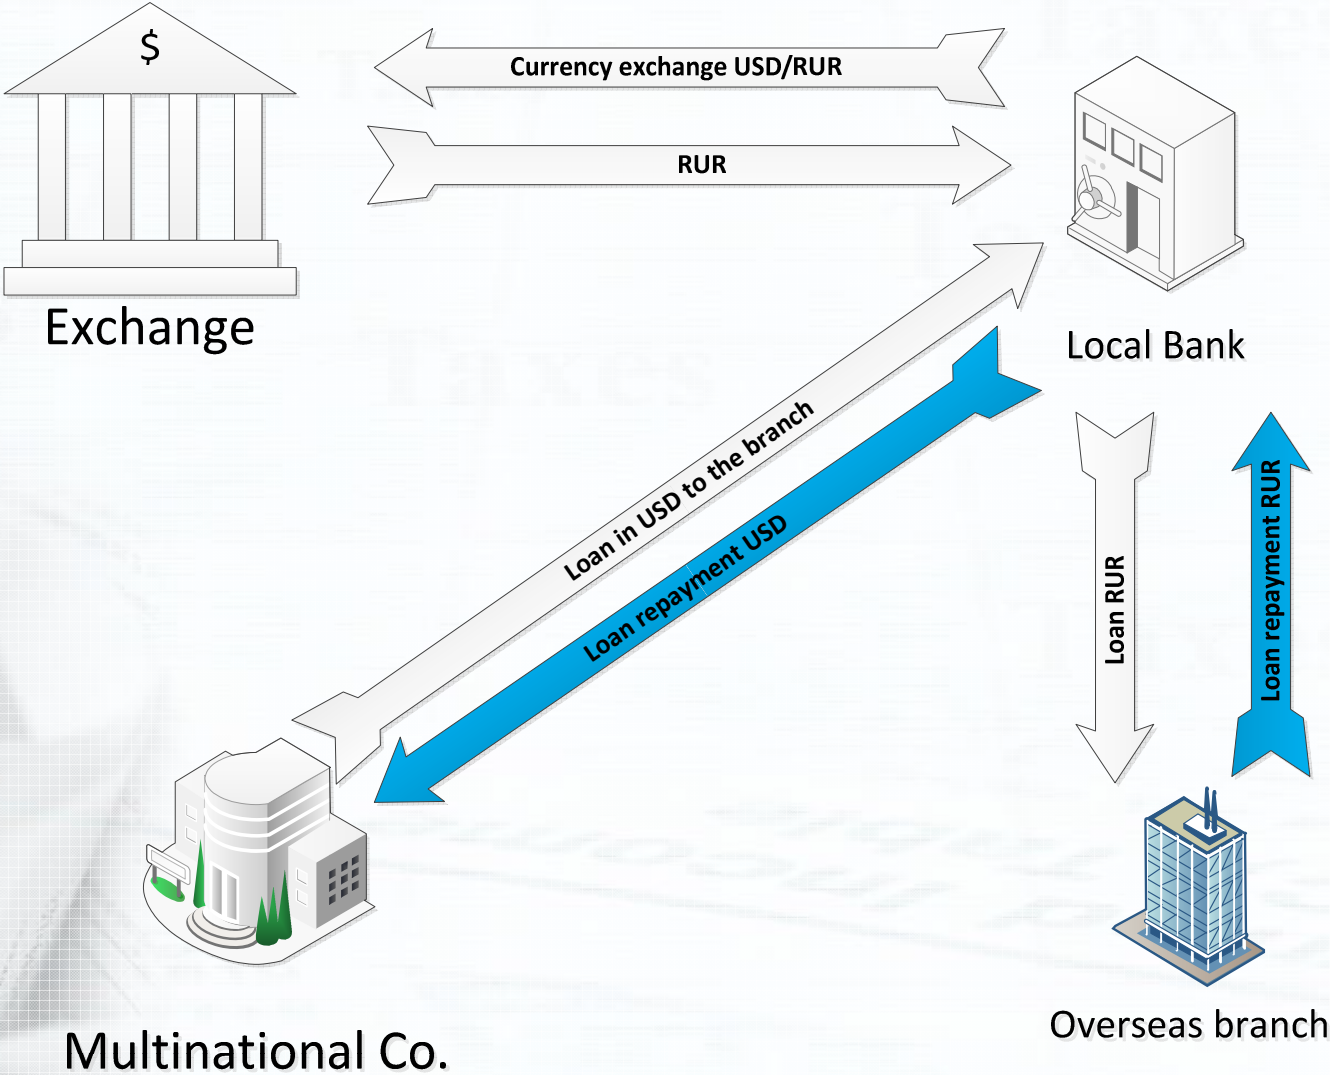 $
Currency exchange USD/RUR
RUR
Exchange
Local Bank
Taxes
Loan in USD to the branch
Loan repayment USD
Loan RUR
Loan repayment RUR
Multinational Co.
Overseas branch